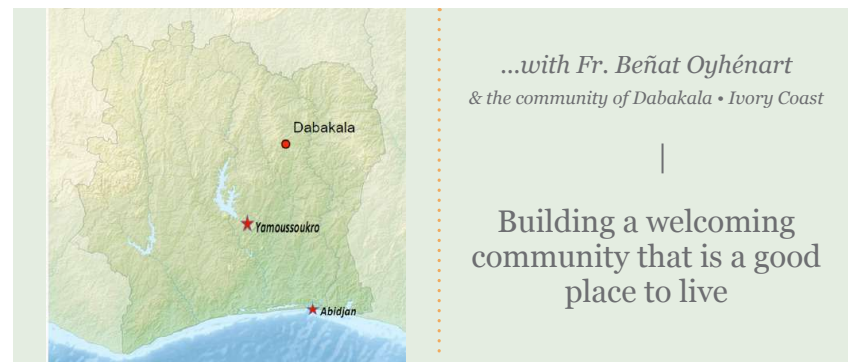 Dabakala
Yamoussoukro
Abidjan
...with Fr. Beñat Oyhénart
& the community of Dabakala • Ivory Coast
|
Building a welcoming
community that is a good
place to live